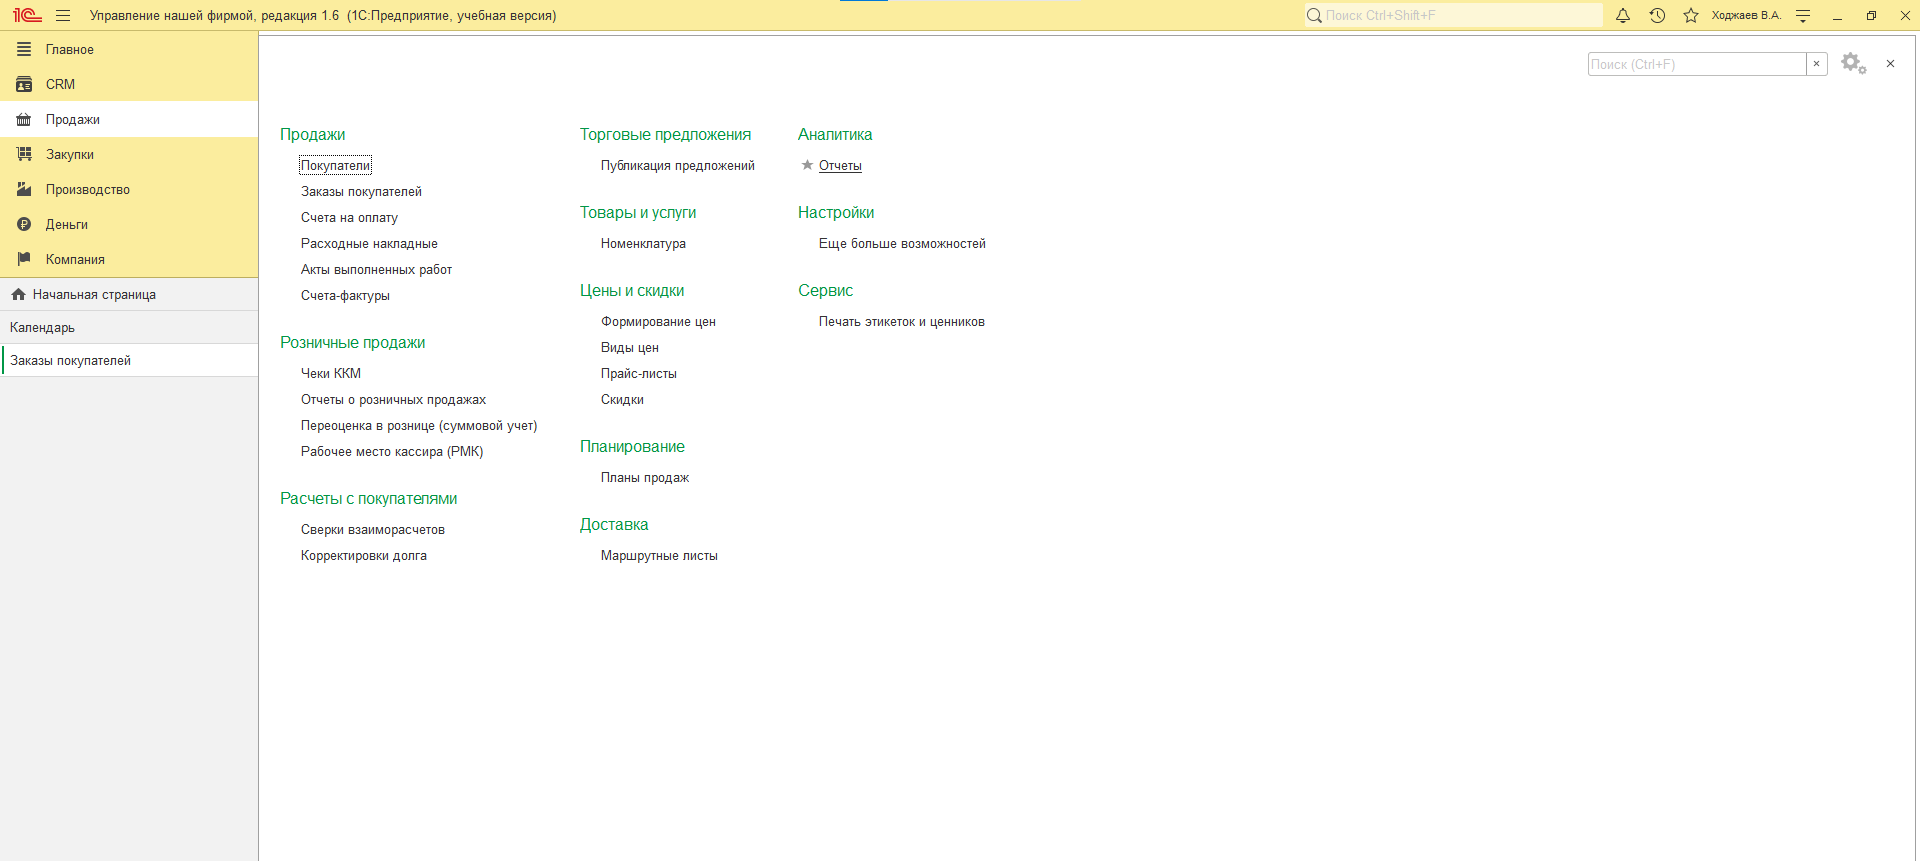 1С Управление нашей фирмой, редакция 1.6 (1С:Предприятие, учебная версия)
Поиск Ctrl+Shift+F
Ходжаев В.А.
Главное
CRM
Продажи
Закупки
Производство
Деньги
Компания
Начальная страница
Календарь
Заказы покупателей
Поиск (Ctrl+F)
Продажи
Покупатели
Заказы покупателей
Счета на оплату
Расходные накладные
Акты выполненных работ
Счета-фактуры
Розничные продажи
Чеки ККМ
Отчеты о розничных продажах
Переоценка в рознице (суммовой учет)
Рабочее место кассира (РМК)
Расчеты с покупателями
Сверки взаиморасчетов
Корректировки долга
Торговые предложения
Публикация предложений
Товары и услуги
Номенклатура
Цены и скидки
Формирование цен
Виды цен
Прайс-листы
Скидки
Планирование
Планы продаж
Доставка
Маршрутные листы
Аналитика
Отчеты
Настройки
Еще больше возможностей
Сервис
Печать этикеток и ценников